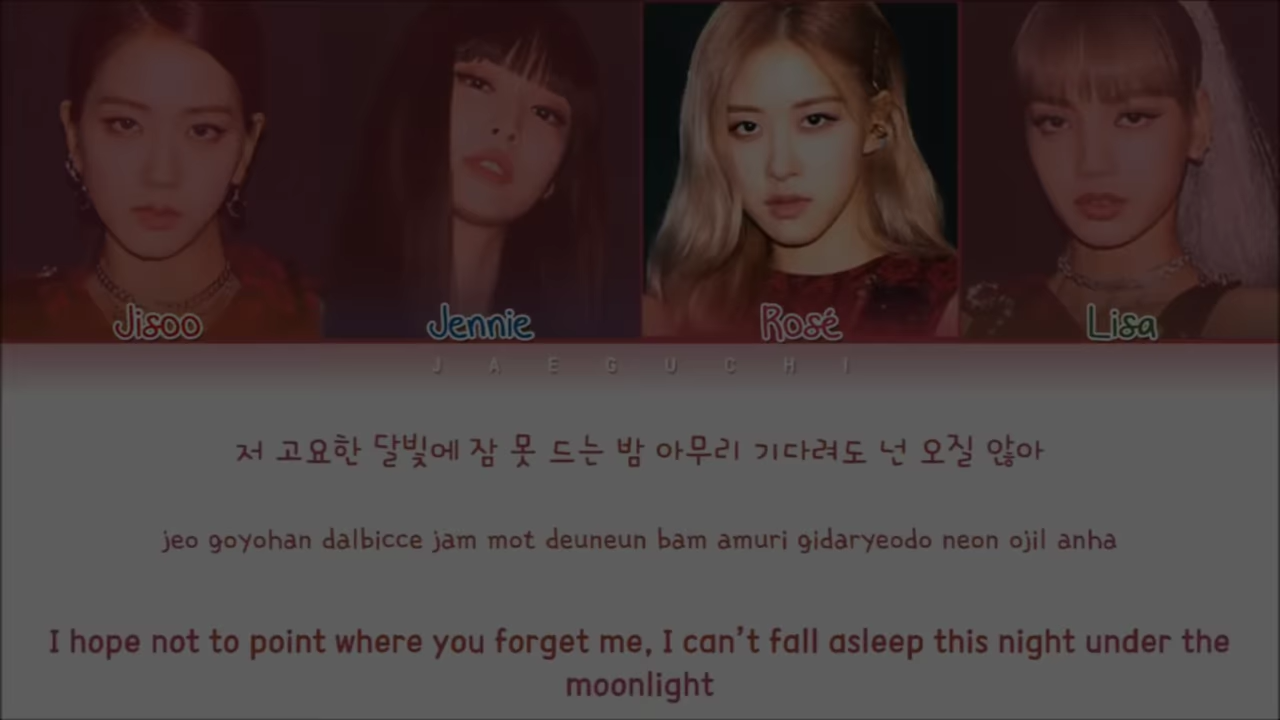 Jisoo Jennie Rosé Lisa
JAEGUCHI
저 고요한 달빛에 잠 못 드는 밤 아무리 기다려도 넌 오질 않아
jeo goyohan dalbicce jam mot deuneun bam amuri gidaryeodo neon ojil anha
I hope not to point where you forget me, I can't fall asleep this night under the
moonlight